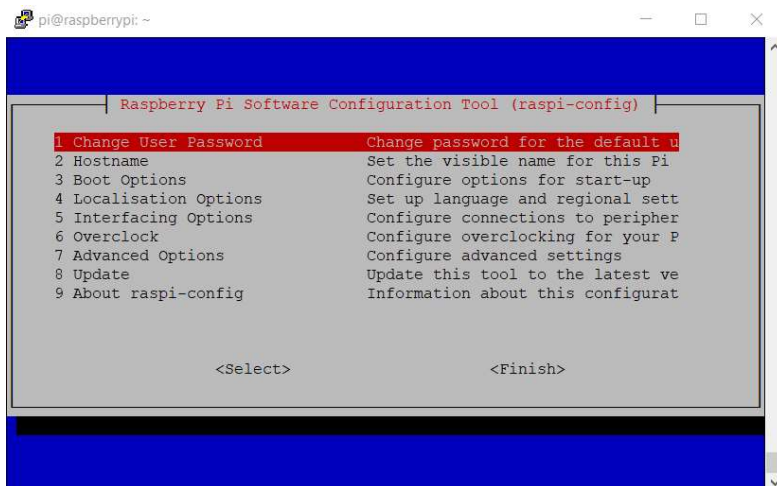 pi@raspberrypi: ~
Raspberry Pi Software Configuration Tool (raspi-config)
1 Change User Password Change password for the default u
2 Hostname Set the visible name for this Pi
3 Boot Options Configure options for start-up
4 Localisation Options Set up language and regional sett
5 Interfacing Options Configure connections to peripher
6 Overclock Configure overclocking for your P
7 Advanced Options Configure advanced settings
8 Update Update this tool to the latest ve
9 About raspi-config Information about this configurat
<Select> <Finish>